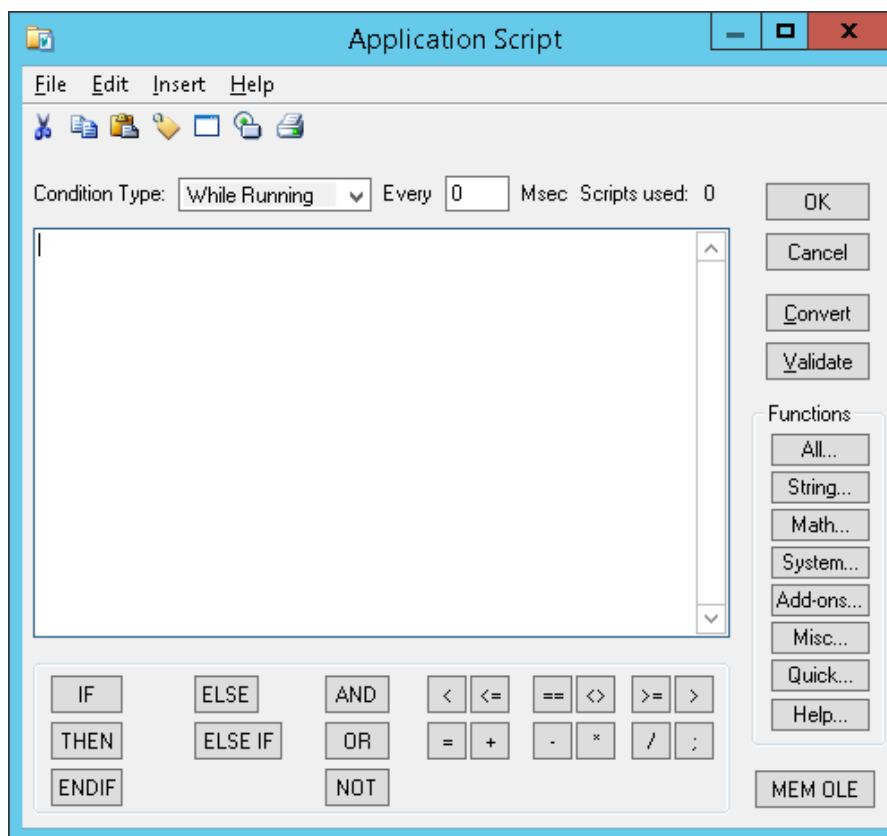 Application Script
File Edit Insert Help
Condition Type: While Running Every 0 Msec Scripts used: 0
OK
Cancel
Convert
Validate
Functions
All...
String...
Math...
System...
Add-ons...
Misc...
Quick...
Help...
IF ELSE AND < <= == <> >= >
THEN ELSE IF OR = + - * / ;
ENDIF NOT
MEM OLE